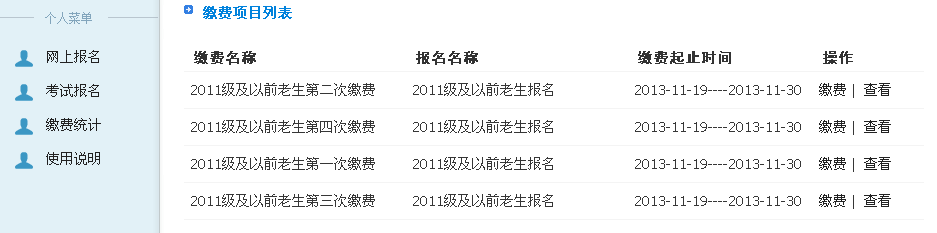 个人菜单
网上报名
考试报名
缴费统计
使用说明
缴费项目列表
缴费名称 报名名称 缴费起止时间 操作
2011级及以前老生第二次缴费 2011级及以前老生报名 2013-11-19----2013-11-30 缴费 | 查看
2011级及以前老生第四次缴费 2011级及以前老生报名 2013-11-19----2013-11-30 缴费 | 查看
2011级及以前老生第一次缴费 2011级及以前老生报名 2013-11-19----2013-11-30 缴费 | 查看
2011级及以前老生第三次缴费 2011级及以前老生报名 2013-11-19----2013-11-30 缴费 | 查看